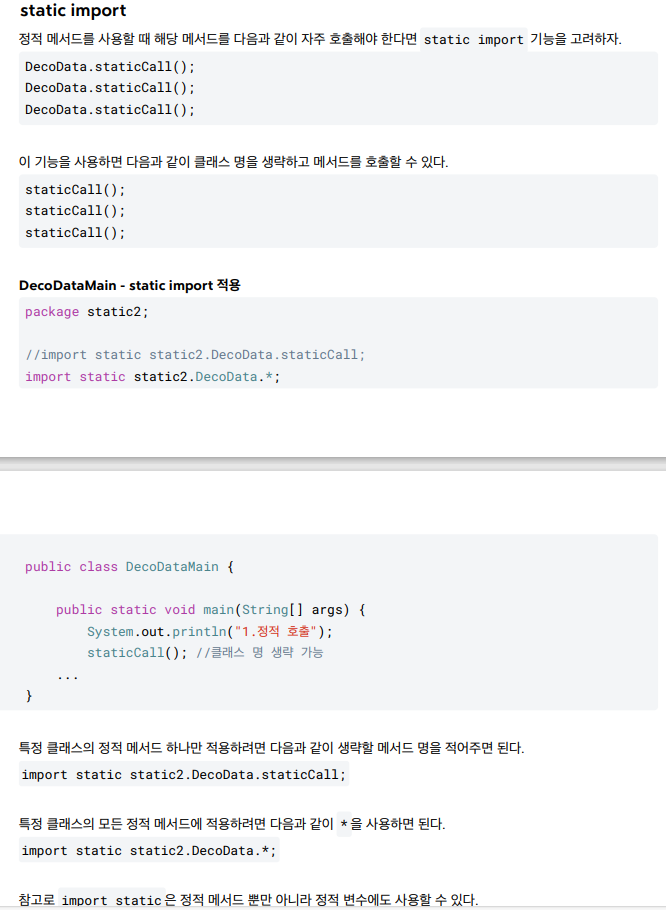 static import
정적 메서드를 사용할 때 해당 메서드를 다음과 같이 자주 호출해야 한다면 static import 기능을 고려하자.
DecoData.staticCall();
DecoData.staticCall();
DecoData.staticCall();
이 기능을 사용하면 다음과 같이 클래스 명을 생략하고 메서드를 호출할 수 있다.
staticCall();
staticCall();
staticCall();
DecoDataMain - static import 적용
package static2;
//import static static2.DecoData.staticCall;
import static static2.DecoData.*;
public class DecoDataMain {
public static void main(String[] args) {
System.out.println("1.정적 호출");
staticCall(); //클래스 명 생략 가능
...
}
특정 클래스의 정적 메서드 하나만 적용하려면 다음과 같이 생략할 메서드 명을 적어주면 된다.
import static static2.DecoData.staticCall;
특정 클래스의 모든 정적 메서드에 적용하려면 다음과 같이 *을 사용하면 된다.
import static static2.DecoData.*;
참고로 import static은 정적 메서드 뿐만 아니라 정적 변수에도 사용할 수 있다.